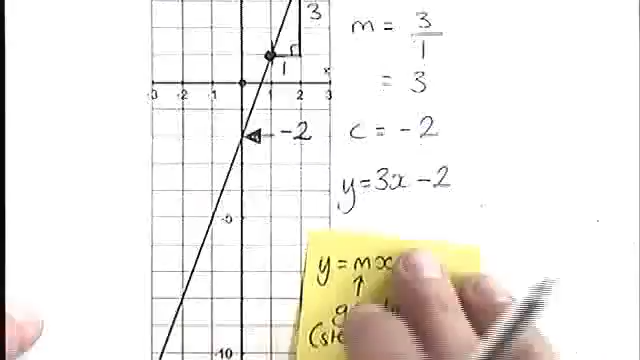 3
1
x
-3 -2 -1 1 2 3
-2
-5
-10
m = 3/1
= 3
c = -2
y=3x-2
y = mx
↑